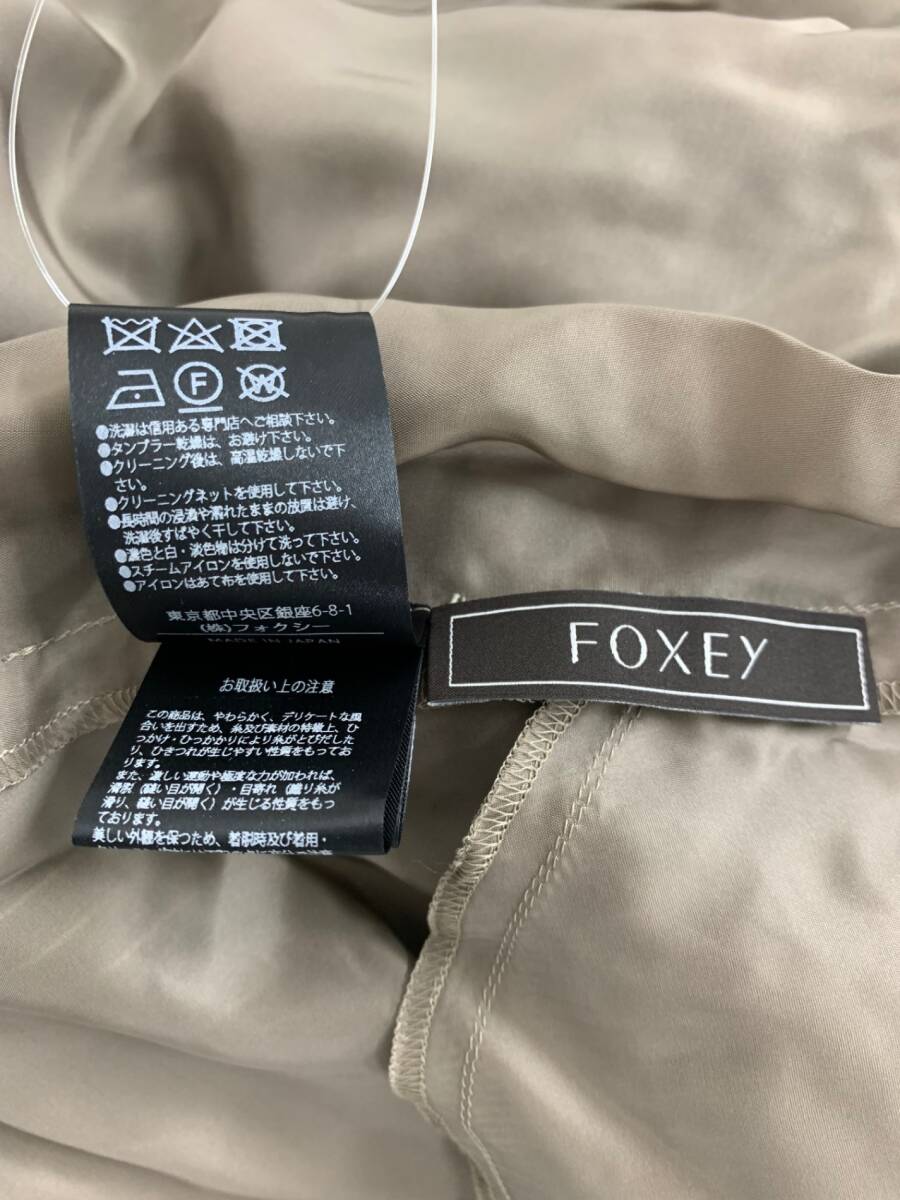 F
W
●洗濯は信用ある専門店へご相談下さい。
●タンブラー乾燥は、お避け下さい。
●クリーニング後は、高温乾燥しないで下
さい。
●クリーニングネットを使用して下さい。
●長時間の浸漬や濡れたままの放置は避け、
洗濯後すばやく干して下さい。
●濃色と白・淡色物は分けて洗って下さい。
●スチームアイロンを使用しないで下さい。
●アイロンはあて布を使用して下さい。
東京都中央区銀座6-8-1
(株)フォクシー
MADE IN JAPAN
FOXEY
お取扱い上の注意
この商品は、やわらかく、デリケートな風
合いを出すため、糸及び素材の特徴上、ひ
っかけ・ひっかかりにより糸がとびだした
り、ひきつれが生じやすい性質をもってお
ります。
また、激しい運動や極度な力が加われば、
滑脱(縫い目が開く)・目寄れ(織り糸が
滑り、縫い目が開く)が生じる性質をもっ
ております。
美しい外観を保つため、着脱時及び着用・